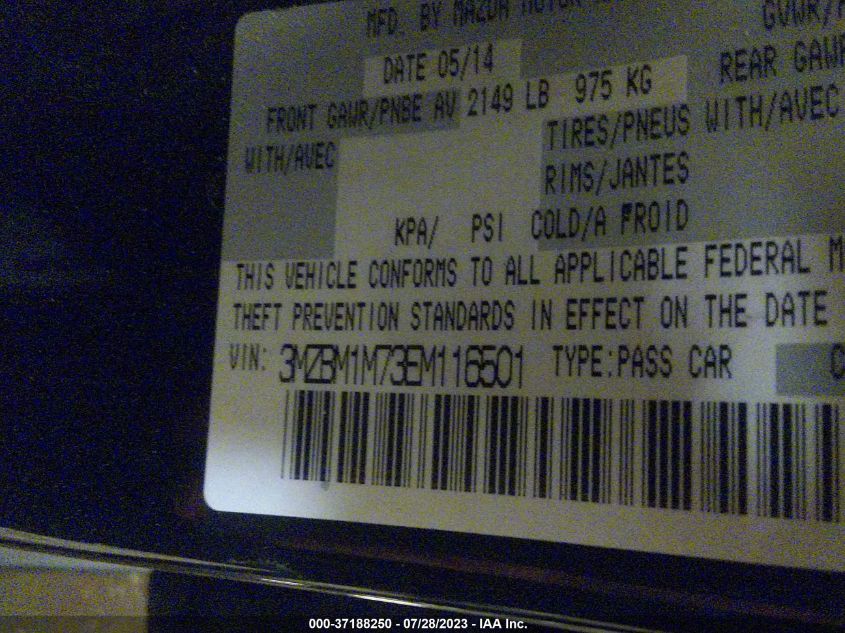 MFD. BY MAZDA MOTOR
GVWR/
DATE 05/14
REAR GAWR
FRONT GAWR/PNBE AV 2149 LB 975 KG
WITH/AVEC
TIRES/PNEUS WITH/AVEC
RIMS/JANTES
KPA/ PSI COLD/A FROID
THIS VEHICLE CONFORMS TO ALL APPLICABLE FEDERAL M
THEFT PREVENTION STANDARDS IN EFFECT ON THE DATE
VIN: 3MZBM1M73EM116501 TYPE:PASS CAR
000-37188250 - 07/28/2023 - IAA Inc.